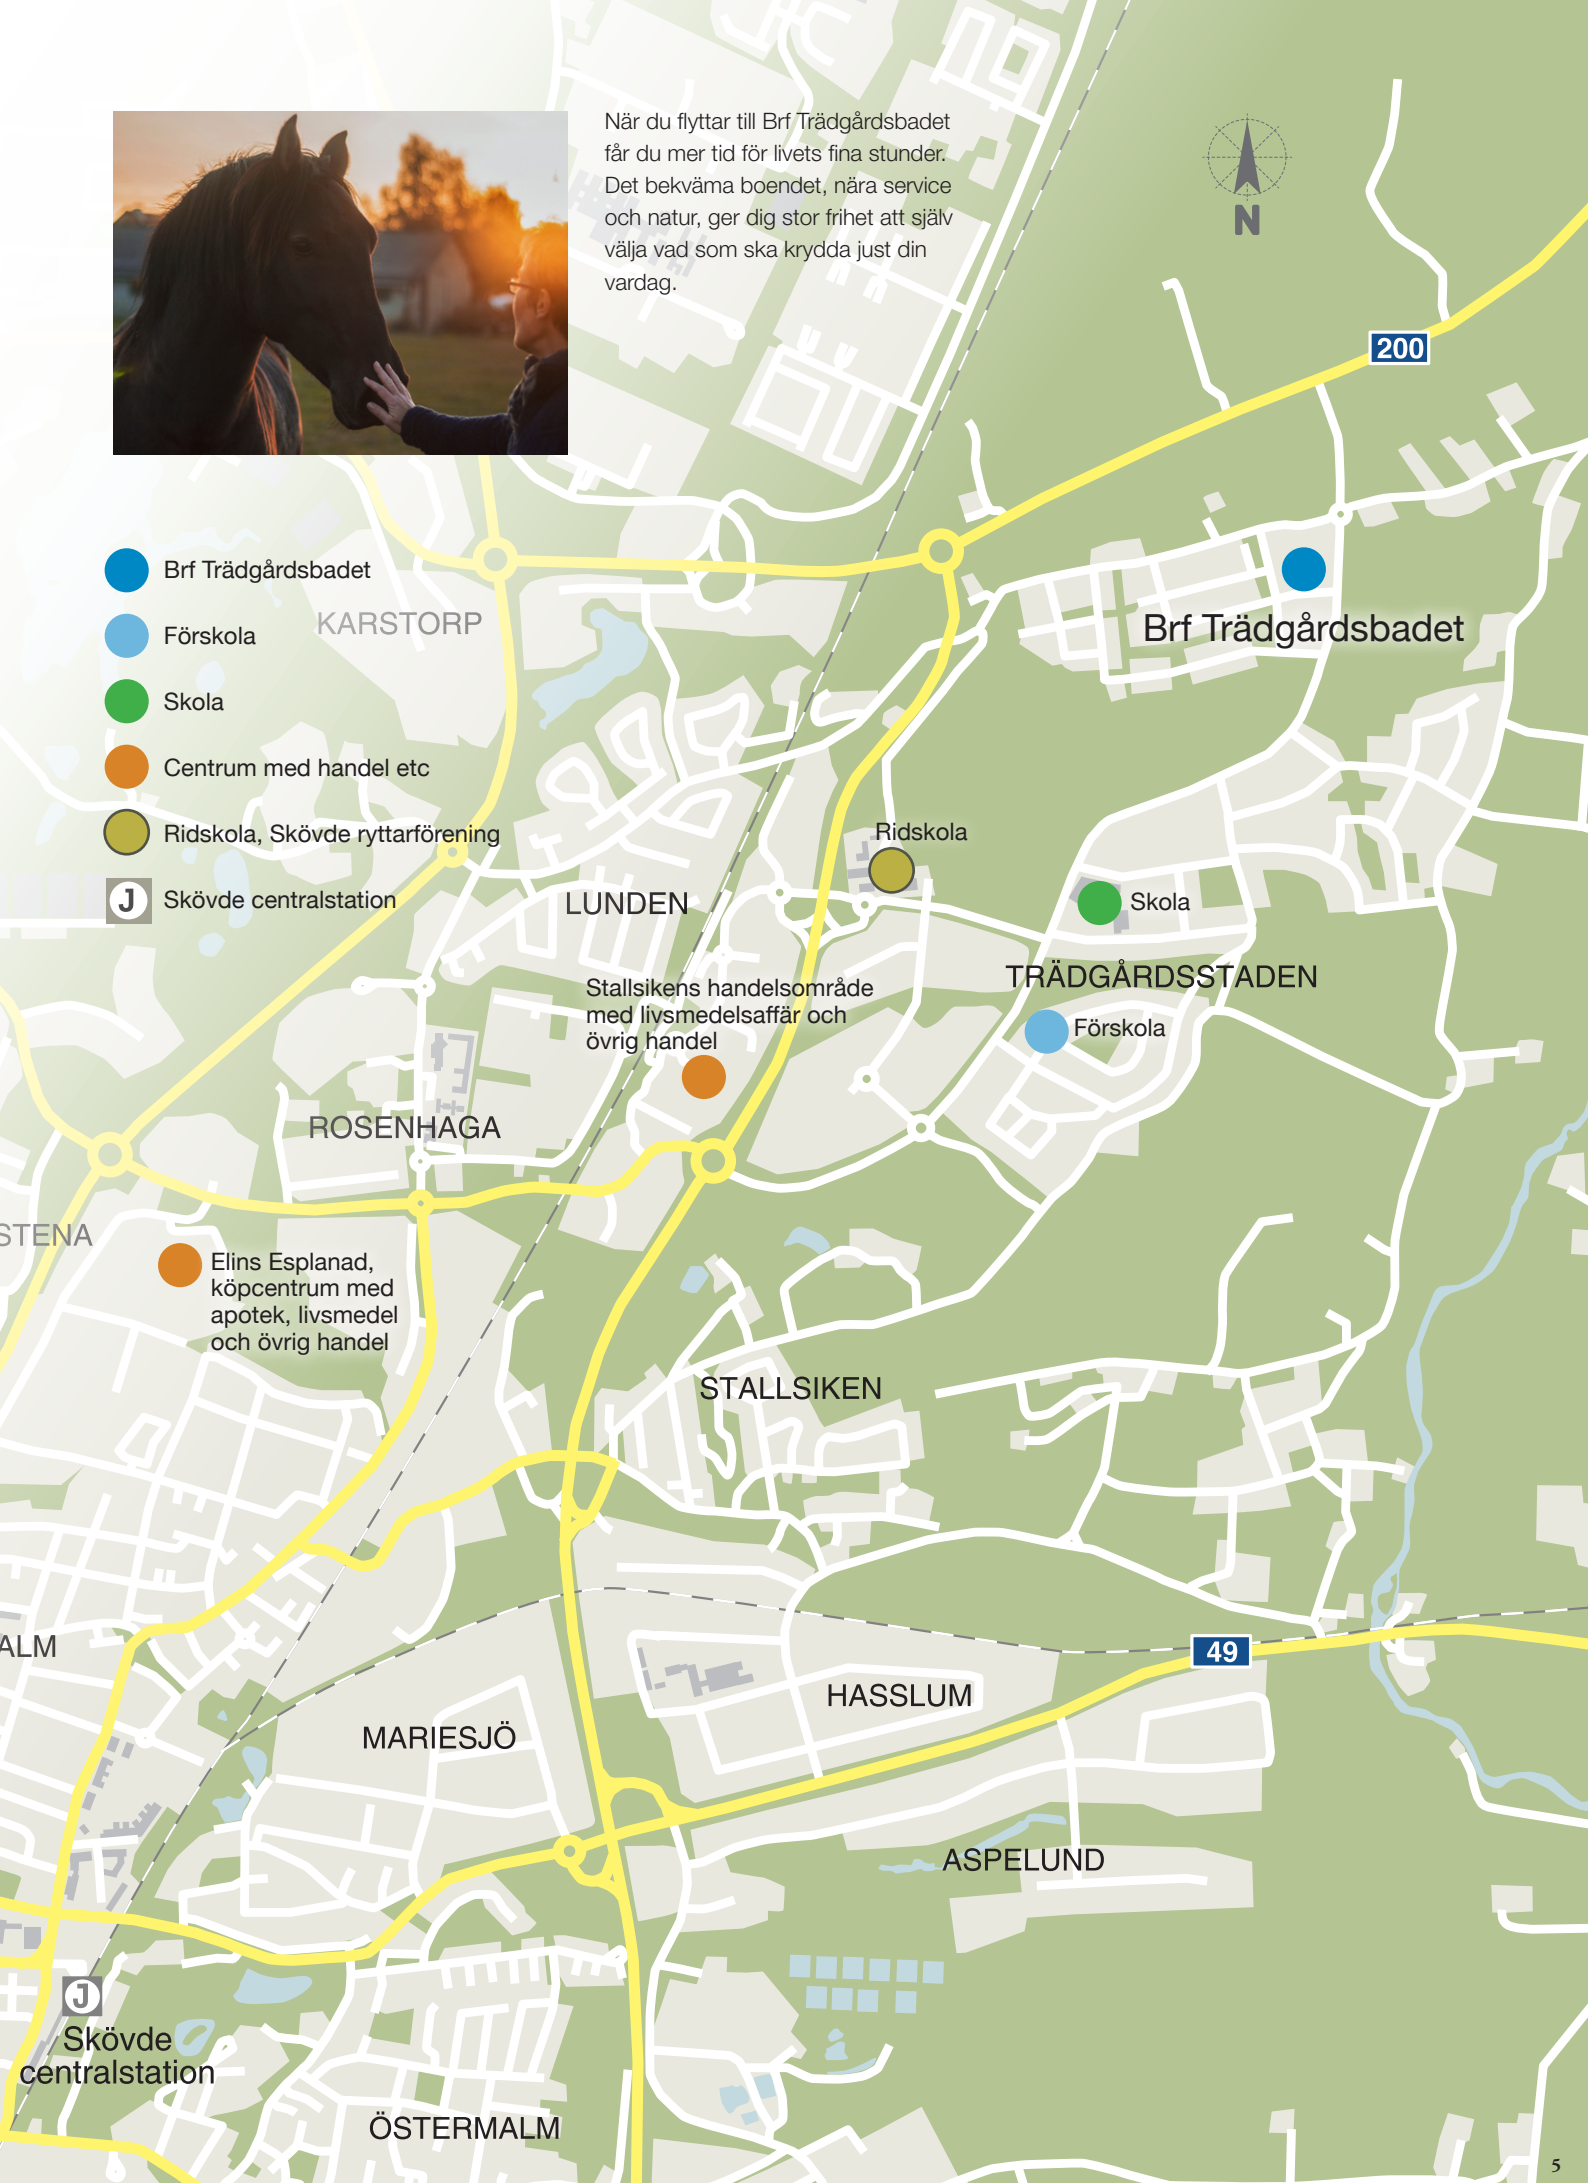 När du flyttar till Brf Trädgårdsbadet
får du mer tid för livets fina stunder.
Det bekväma boendet, nära service
och natur, ger dig stor frihet att själv
välja vad som ska krydda just din
vardag.
N
200
Brf Trädgårdsbadet
Förskola
Skola
Centrum med handel etc
Ridskola, Skövde ryttarförening
J
Skövde centralstation
KARSTORP
Brf Trädgårdsbadet
Ridskola
LUNDEN
Skola
TRÄDGÅRDSSTADEN
Stallsikens handelsområde
med livsmedelsaffär och
övrig handel
Förskola
ROSENHAGA
STENA
Elins Esplanad,
köpcentrum med
apotek, livsmedel
och övrig handel
STALLSIKEN
ALM
49
HASSLUM
MARIESJÖ
ASPELUND
J
Skövde
centralstation
ÖSTERMALM
5